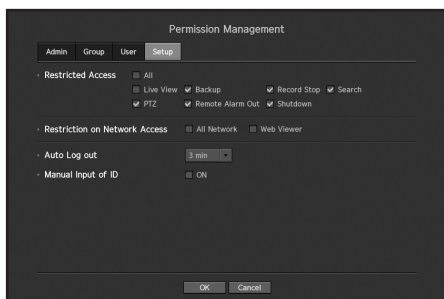 Permission Management
Admin Group User Setup
Restricted Access All
Live View Backup Record Stop Search
PTZ Remote Alarm Out Shutdown
Restriction on Network Access All Network Web Viewer
Auto Log out 3 min
Manual Input of ID ON
OK Cancel